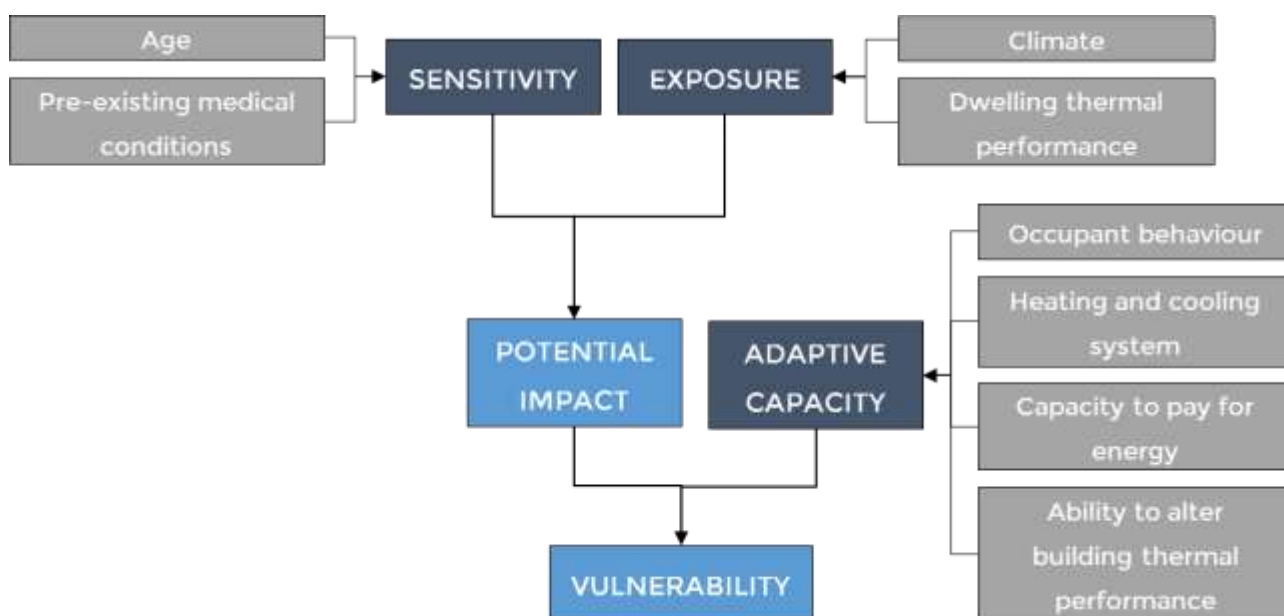 Age
Pre-existing medical
conditions
SENSITIVITY
EXPOSURE
Climate
Dwelling thermal
performance
Occupant behaviour
Heating and cooling
system
Capacity to pay for
energy
Ability to alter
building thermal
performance
POTENTIAL
IMPACT
ADAPTIVE
CAPACITY
VULNERABILITY